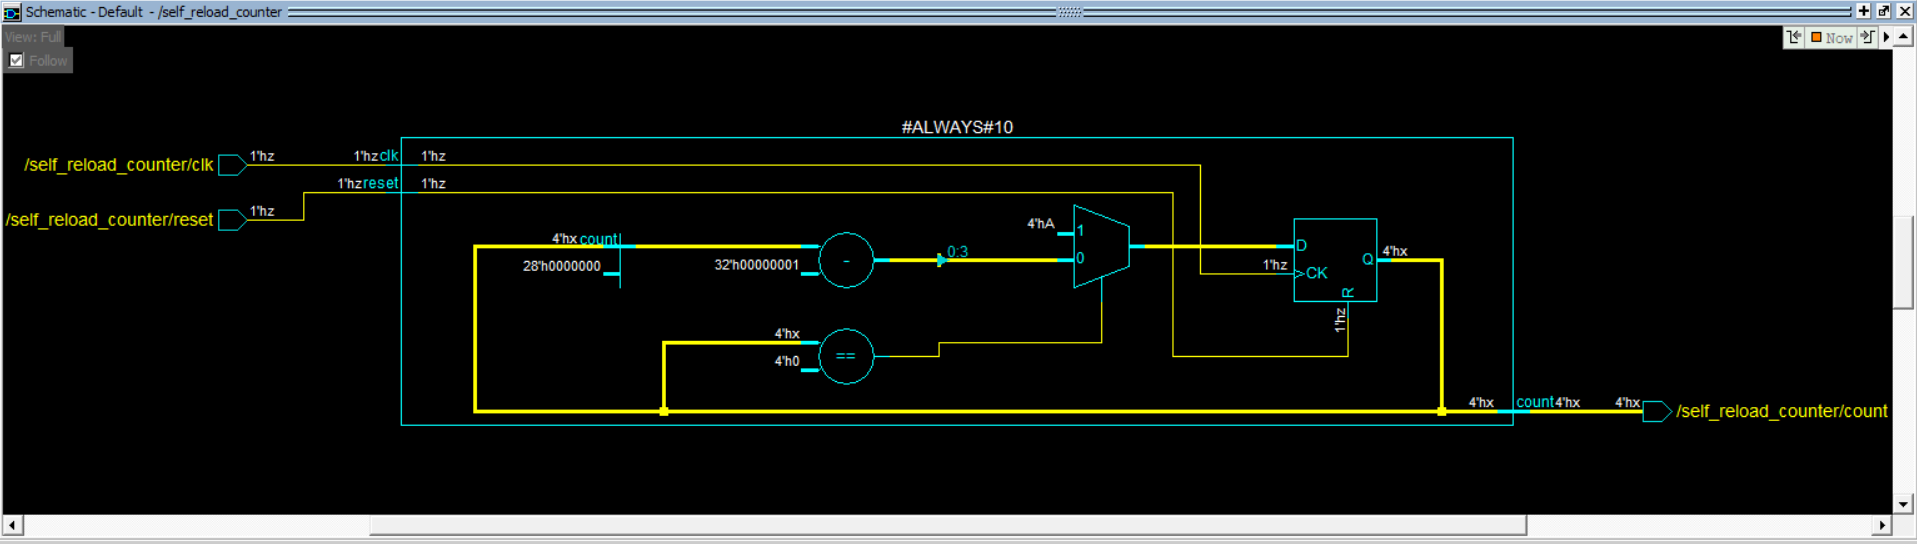 Schematic - Default - /self_reload_counter
View: Full
Now
Follow
#ALWAYS#10
/self_reload_counter/clk 1'hz 1'hz clk 1'hz
1'hz reset 1'hz
/self_reload_counter/reset 1'hz
4'hA 1
4'hx count
0:3
D
4'hx
28'h0000000
32'h00000001
-
0
1'hz
CK
Q
R
1'hz
4'hx
4'h0
==
4'hx count 4'hx 4'hx /self_reload_counter/count